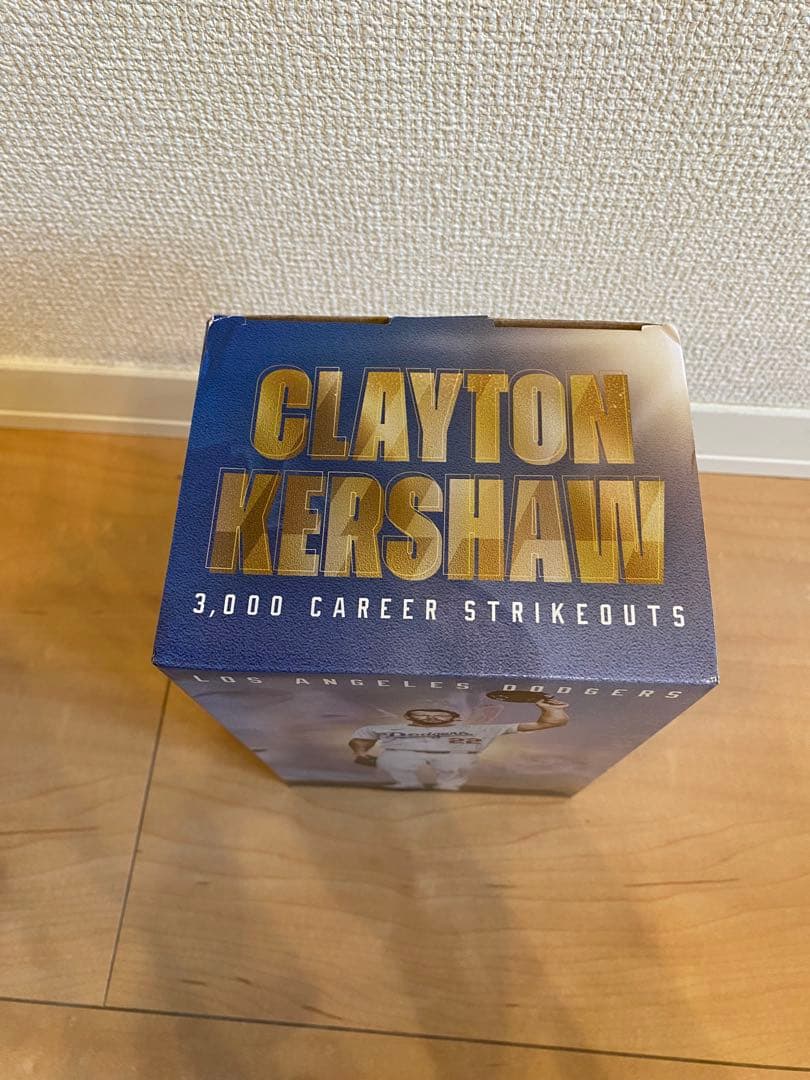 CLAYTON
KERSHAW
3,000 CAREER STRIKEOUTS
LOS ANGELES DODGERS
Dodgers
22